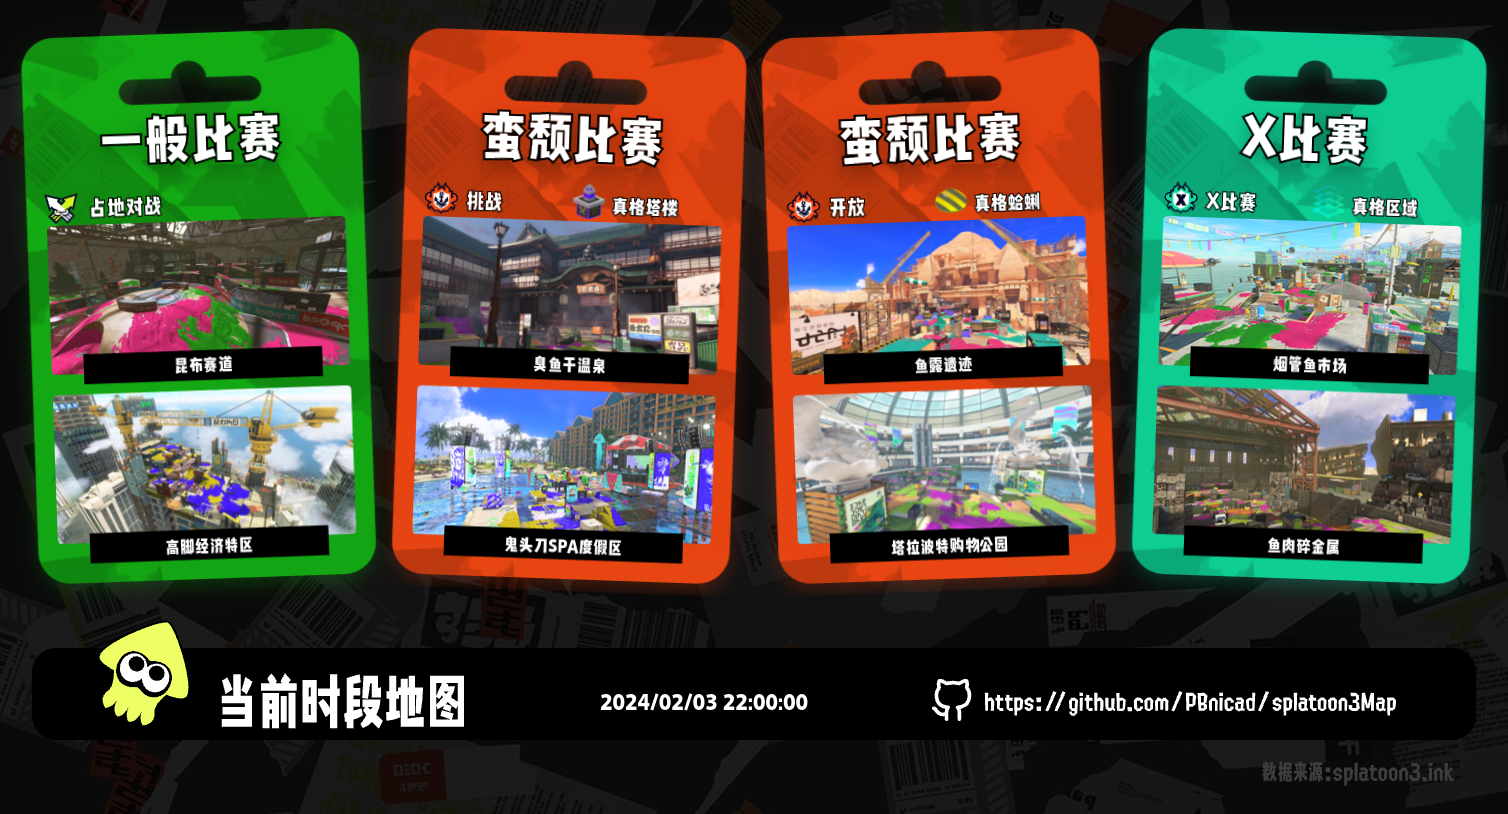 一般比赛
占地对战
昆布赛道
高脚经济特区
蛮颓比赛
挑战
真格塔楼
臭鱼干温泉
鬼头刀SPA度假区
蛮颓比赛
开放
真格蛤蜊
鱼露遗迹
塔拉波特购物公园
X比赛
X比赛
真格区域
烟管鱼市场
鱼肉碎金属
当前时段地图
2024/02/03 22:00:00
https://github.com/PBnicad/splatoon3Map
数据来源:splatoon3.ink